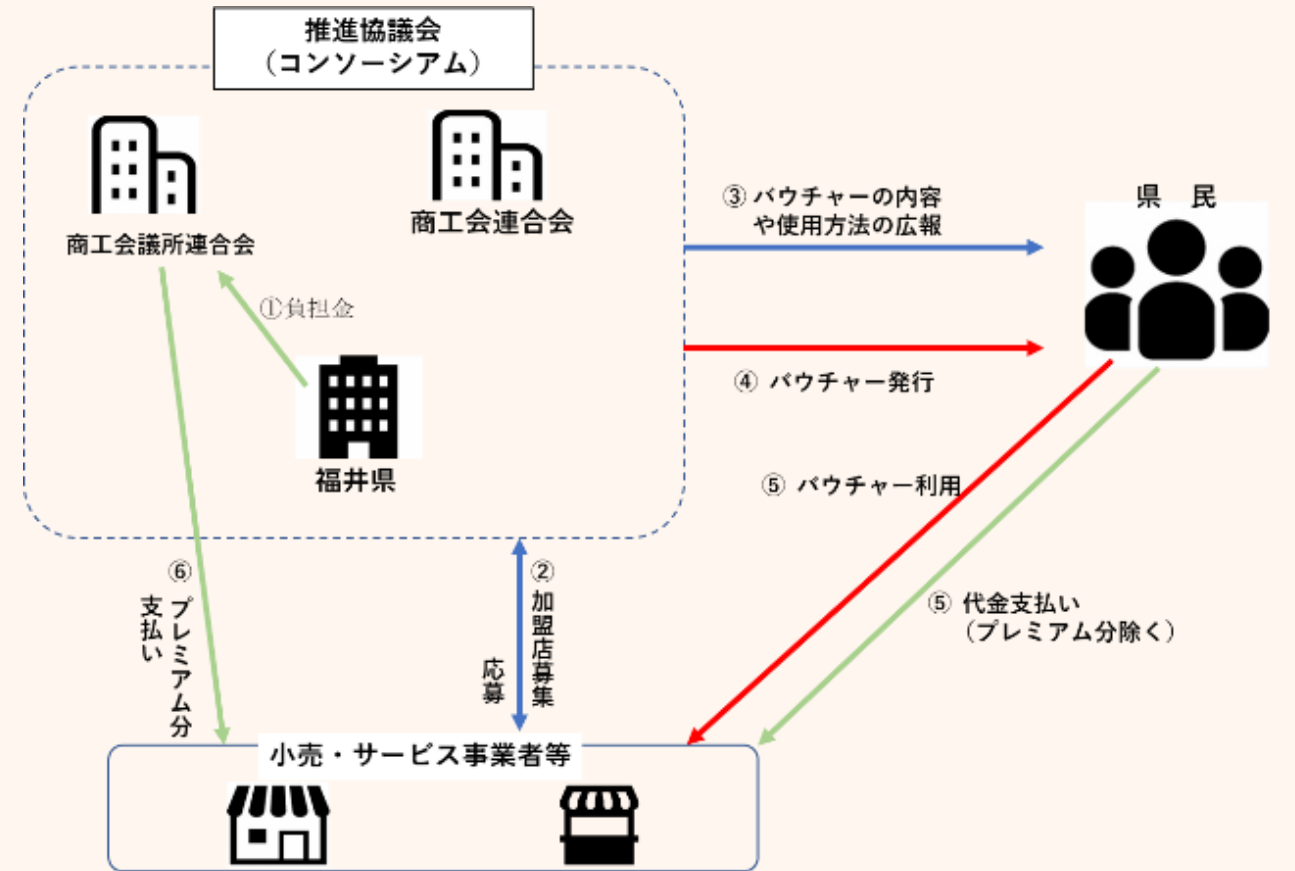 推進協議会
（コンソーシアム）
商工会議所連合会
商工会連合会
①負担金
福井県
③ バウチャーの内容
や使用方法の広報
県　民
④ バウチャー発行
⑤ バウチャー利用
⑤ 代金支払い
（プレミアム分除く）
⑥ プレミアム分
支払い
② 加盟店募集
応募
小売・サービス事業者等